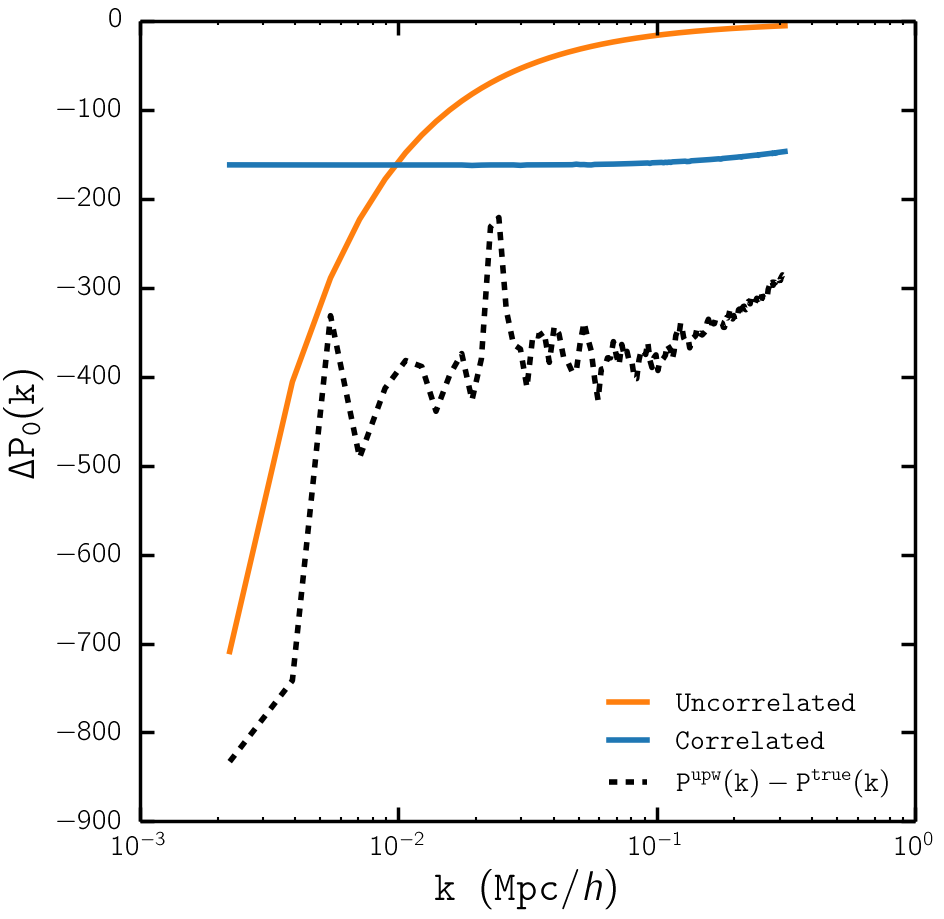 0
−100
−200
−300
−400
−500
−600
−700
−800
−900
ΔP₀(k)
10⁻³ 10⁻² 10⁻¹ 10⁰
k (Mpc/h)
Uncorrelated
Correlated
Pᵘᵖʷ(k) − Pᵗʳᵘᵉ(k)